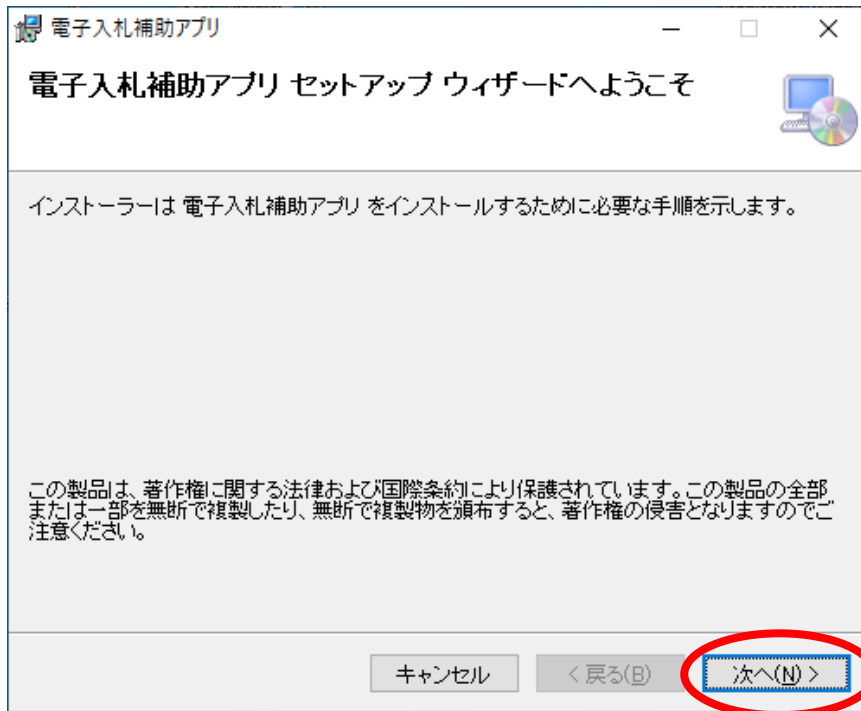 電子入札補助アプリ
電子入札補助アプリ セットアップ ウィザードへようこそ
インストーラーは 電子入札補助アプリ をインストールするために必要な手順を示します。
この製品は、著作権に関する法律および国際条約により保護されています。この製品の全部
または一部を無断で複製したり、無断で複製物を頒布すると、著作権の侵害となりますのでご
注意ください。
キャンセル
< 戻る(B)
次へ(N) >